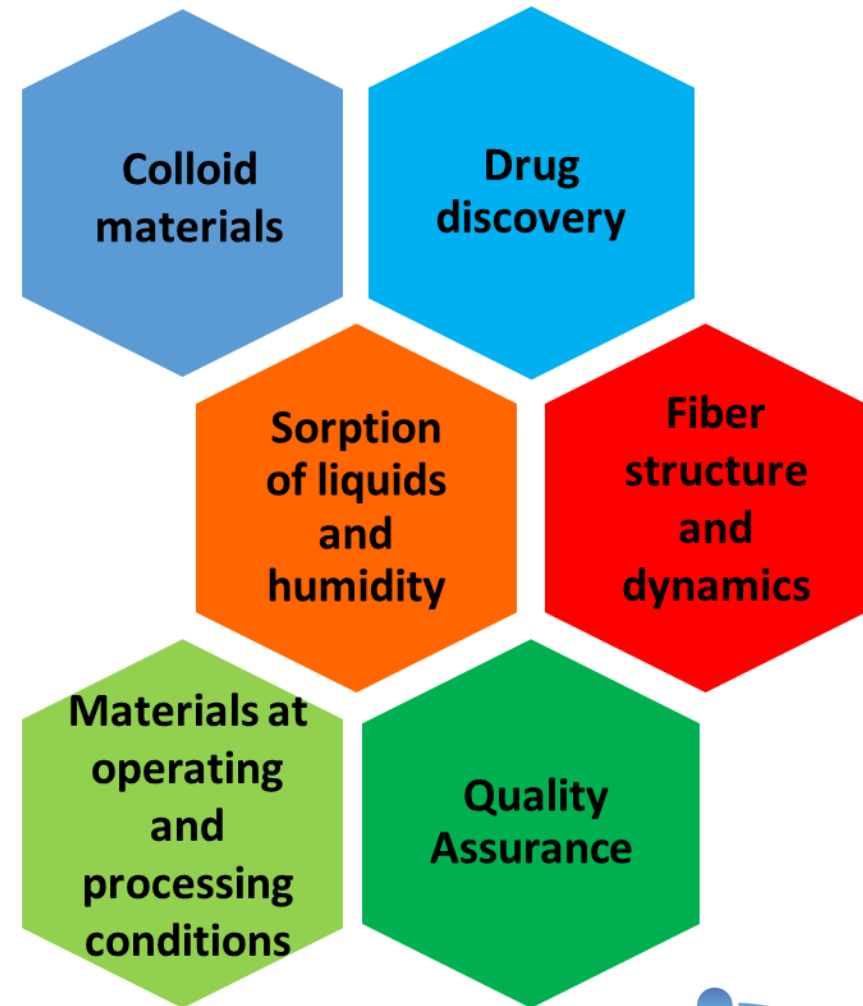 Colloid
materials
Drug
discovery
Sorption
of liquids
and
humidity
Fiber
structure
and
dynamics
Materials at
operating
and
processing
conditions
Quality
Assurance